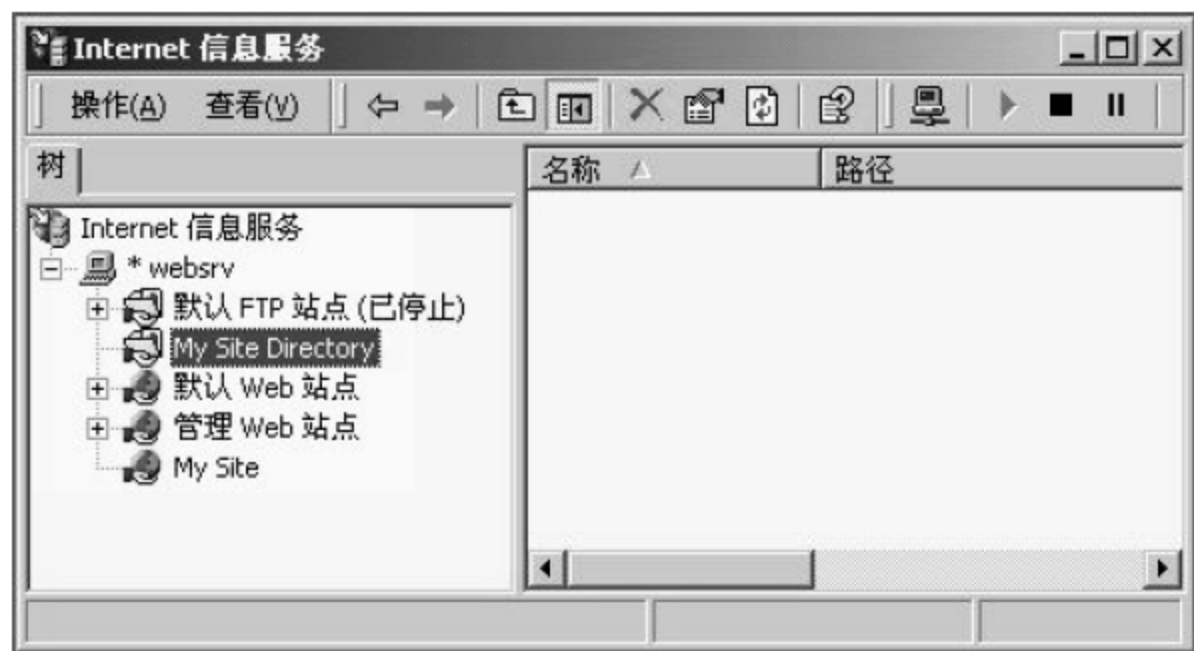 Internet 信息服务
操作(A) 查看(V)
树
名称 路径
Internet 信息服务
* websrv
默认 FTP 站点 (已停止)
My Site Directory
默认 Web 站点
管理 Web 站点
My Site